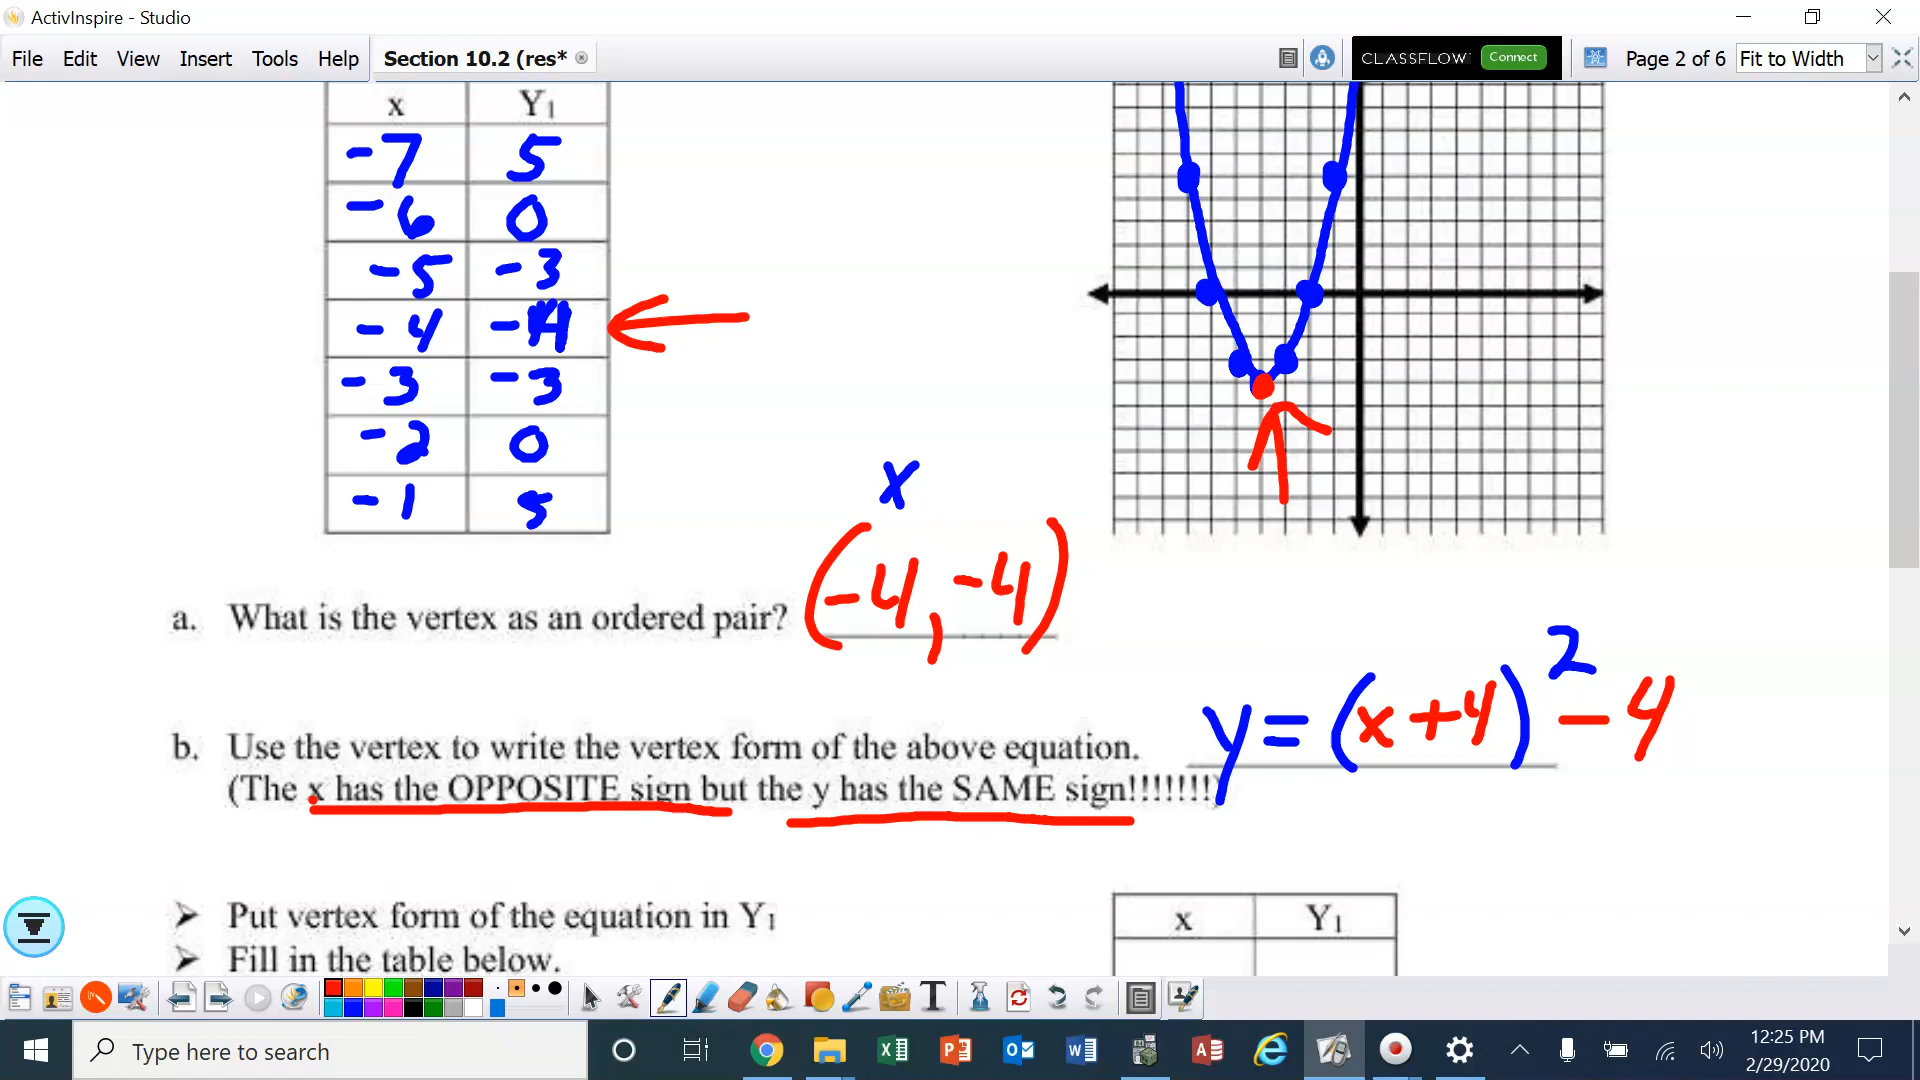 ActivInspire - Studio
File Edit View Insert Tools Help Section 10.2 (res*
CLASSFLOW Connect Page 2 of 6 Fit to Width
x Y1
-7 5
-6 0
-5 -3
-4 -4
-3 -3
-2 0
-1 5
x
a. What is the vertex as an ordered pair? (-4, -4)
y = (x+4)² - 4
b. Use the vertex to write the vertex form of the above equation.
(The x has the OPPOSITE sign but the y has the SAME sign!!!!!!!)
➢ Put vertex form of the equation in Y1
➢ Fill in the table below.
x Y1
Type here to search
12:25 PM
2/29/2020